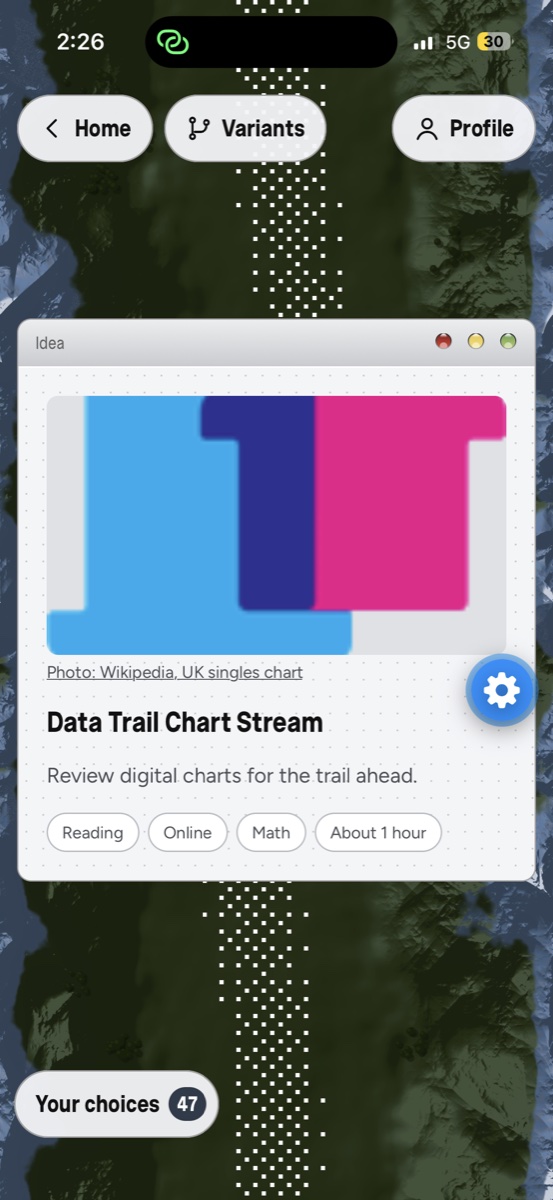 2:26
5G 30
Home
Variants
Profile
Idea
Photo: Wikipedia, UK singles chart
Data Trail Chart Stream
Review digital charts for the trail ahead.
Reading Online Math About 1 hour
Your choices 47